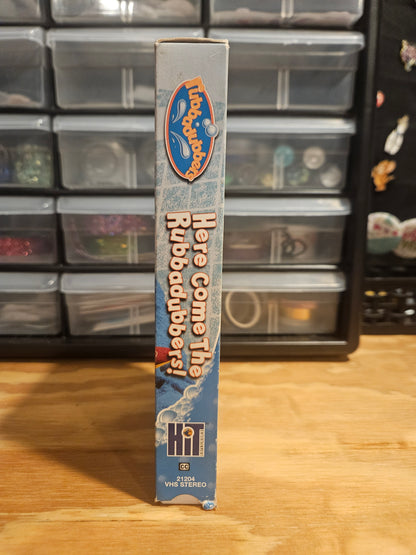 Rubbadubbers
Here Come The
Rubbadubbers!
HiT
CC
21204
VHS STEREO